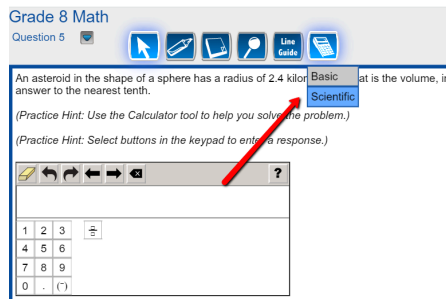 Grade 8 Math
Question 5
Line
Guide
Basic
Scientific
An asteroid in the shape of a sphere has a radius of 2.4 at is the volume, i
answer to the nearest tenth.
(Practice Hint: Use the Calculator tool to help you solve the problem.)
(Practice Hint: Select buttons in the keypad to enter a response.)
?
1 2 3
4 5 6
7 8 9
0 . (-)